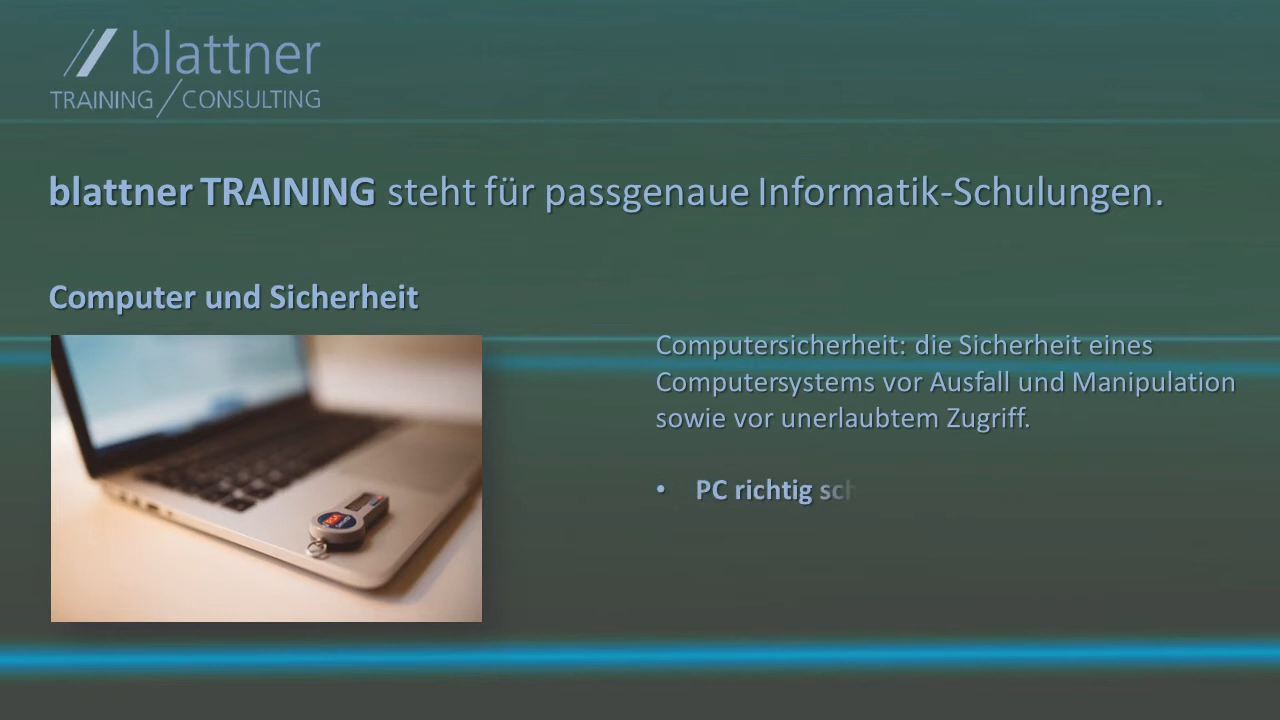 blattner
TRAINING / CONSULTING
blattner TRAINING steht für passgenaue Informatik-Schulungen.
Computer und Sicherheit
Computersicherheit: die Sicherheit eines
Computersystems vor Ausfall und Manipulation
sowie vor unerlaubtem Zugriff.
• PC richtig sch